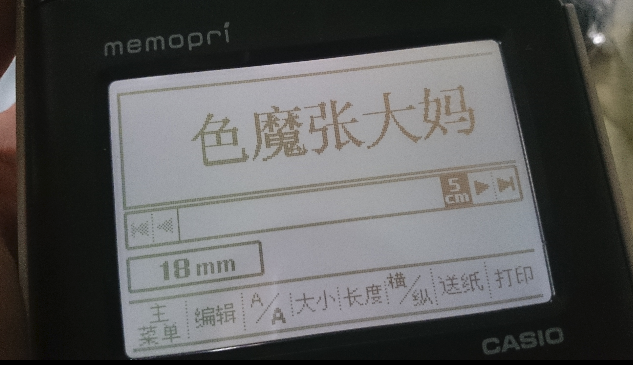 memopri
色魔张大妈
5
cm
18mm
主菜单 编辑 A/A 大小 长度 横/纵 送纸 打印
CASIO